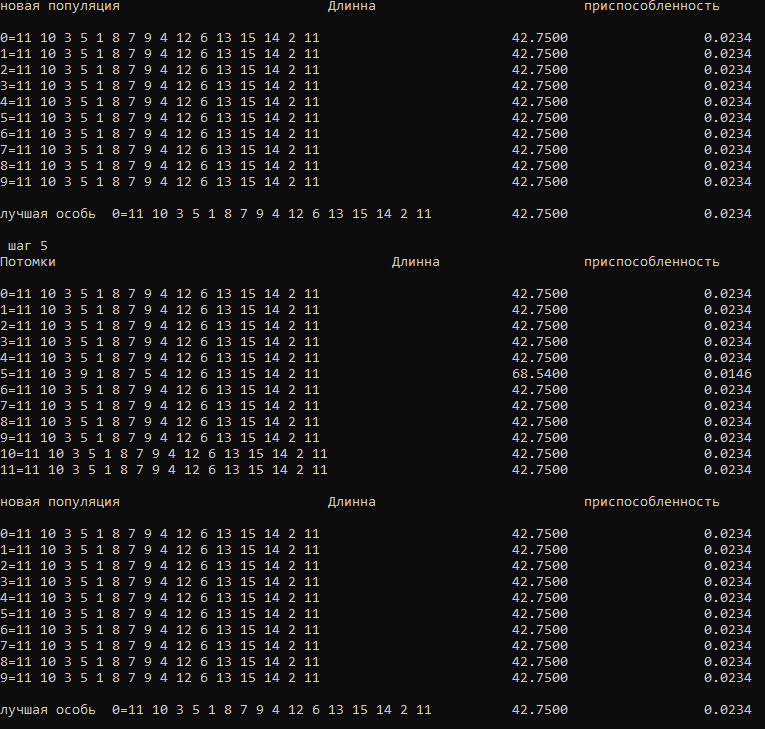 новая популяция Длинна приспособленность
0=11 10 3 5 1 8 7 9 4 12 6 13 15 14 2 11 42.7500 0.0234
1=11 10 3 5 1 8 7 9 4 12 6 13 15 14 2 11 42.7500 0.0234
2=11 10 3 5 1 8 7 9 4 12 6 13 15 14 2 11 42.7500 0.0234
3=11 10 3 5 1 8 7 9 4 12 6 13 15 14 2 11 42.7500 0.0234
4=11 10 3 5 1 8 7 9 4 12 6 13 15 14 2 11 42.7500 0.0234
5=11 10 3 5 1 8 7 9 4 12 6 13 15 14 2 11 42.7500 0.0234
6=11 10 3 5 1 8 7 9 4 12 6 13 15 14 2 11 42.7500 0.0234
7=11 10 3 5 1 8 7 9 4 12 6 13 15 14 2 11 42.7500 0.0234
8=11 10 3 5 1 8 7 9 4 12 6 13 15 14 2 11 42.7500 0.0234
9=11 10 3 5 1 8 7 9 4 12 6 13 15 14 2 11 42.7500 0.0234
лучшая особь 0=11 10 3 5 1 8 7 9 4 12 6 13 15 14 2 11 42.7500 0.0234
шаг 5
Потомки Длинна приспособленность
0=11 10 3 5 1 8 7 9 4 12 6 13 15 14 2 11 42.7500 0.0234
1=11 10 3 5 1 8 7 9 4 12 6 13 15 14 2 11 42.7500 0.0234
2=11 10 3 5 1 8 7 9 4 12 6 13 15 14 2 11 42.7500 0.0234
3=11 10 3 5 1 8 7 9 4 12 6 13 15 14 2 11 42.7500 0.0234
4=11 10 3 5 1 8 7 9 4 12 6 13 15 14 2 11 42.7500 0.0234
5=11 10 3 9 1 8 7 5 4 12 6 13 15 14 2 11 68.5400 0.0146
6=11 10 3 5 1 8 7 9 4 12 6 13 15 14 2 11 42.7500 0.0234
7=11 10 3 5 1 8 7 9 4 12 6 13 15 14 2 11 42.7500 0.0234
8=11 10 3 5 1 8 7 9 4 12 6 13 15 14 2 11 42.7500 0.0234
9=11 10 3 5 1 8 7 9 4 12 6 13 15 14 2 11 42.7500 0.0234
10=11 10 3 5 1 8 7 9 4 12 6 13 15 14 2 11 42.7500 0.0234
11=11 10 3 5 1 8 7 9 4 12 6 13 15 14 2 11 42.7500 0.0234
новая популяция Длинна приспособленность
0=11 10 3 5 1 8 7 9 4 12 6 13 15 14 2 11 42.7500 0.0234
1=11 10 3 5 1 8 7 9 4 12 6 13 15 14 2 11 42.7500 0.0234
2=11 10 3 5 1 8 7 9 4 12 6 13 15 14 2 11 42.7500 0.0234
3=11 10 3 5 1 8 7 9 4 12 6 13 15 14 2 11 42.7500 0.0234
4=11 10 3 5 1 8 7 9 4 12 6 13 15 14 2 11 42.7500 0.0234
5=11 10 3 5 1 8 7 9 4 12 6 13 15 14 2 11 42.7500 0.0234
6=11 10 3 5 1 8 7 9 4 12 6 13 15 14 2 11 42.7500 0.0234
7=11 10 3 5 1 8 7 9 4 12 6 13 15 14 2 11 42.7500 0.0234
8=11 10 3 5 1 8 7 9 4 12 6 13 15 14 2 11 42.7500 0.0234
9=11 10 3 5 1 8 7 9 4 12 6 13 15 14 2 11 42.7500 0.0234
лучшая особь 0=11 10 3 5 1 8 7 9 4 12 6 13 15 14 2 11 42.7500 0.0234